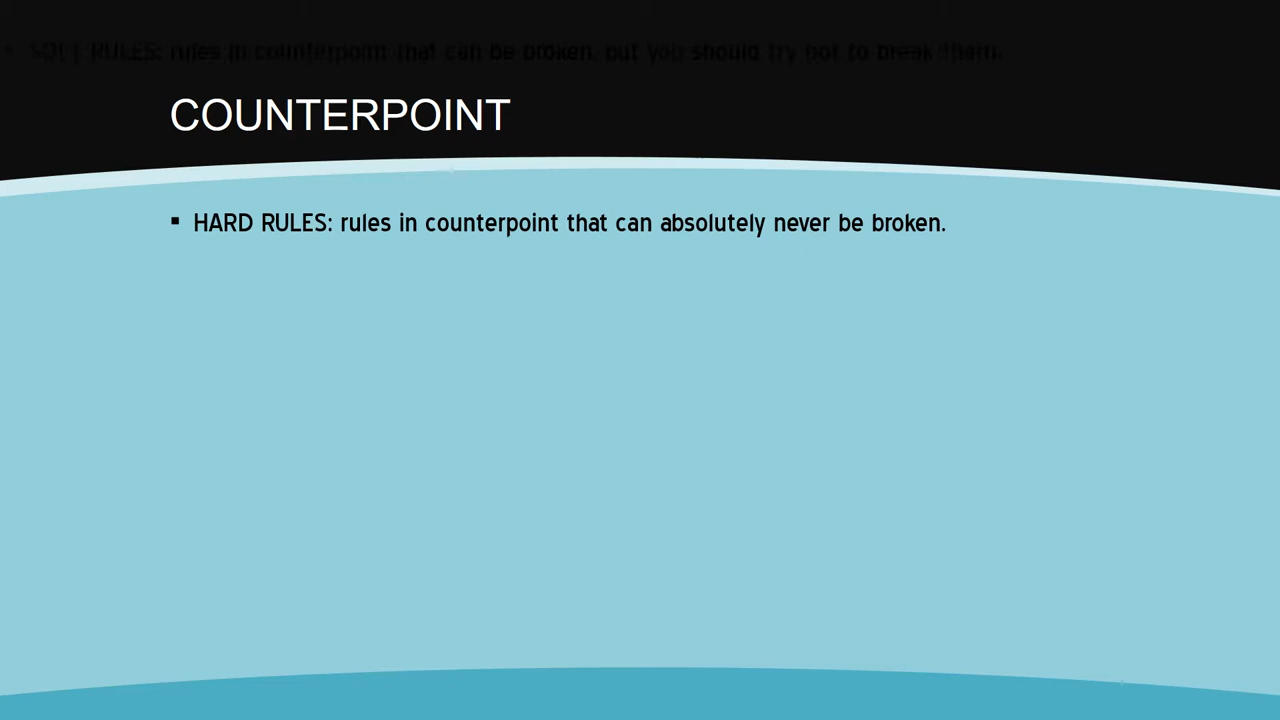 ▪ SOFT RULES: rules in counterpoint that can be broken, but you should try not to break them.
COUNTERPOINT
▪ HARD RULES: rules in counterpoint that can absolutely never be broken.